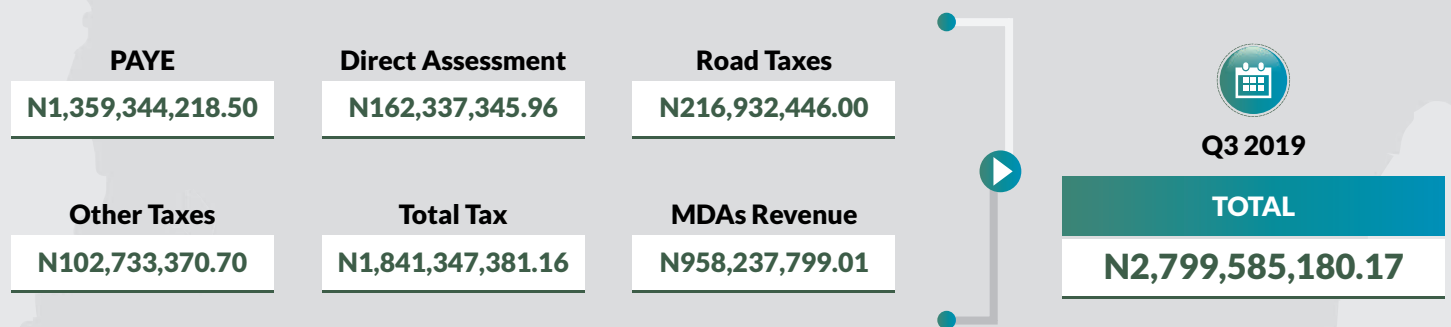 PAYE
N1,359,344,218.50
Direct Assessment
N162,337,345.96
Road Taxes
N216,932,446.00
Other Taxes
N102,733,370.70
Total Tax
N1,841,347,381.16
MDAs Revenue
N958,237,799.01
Q3 2019
TOTAL
N2,799,585,180.17